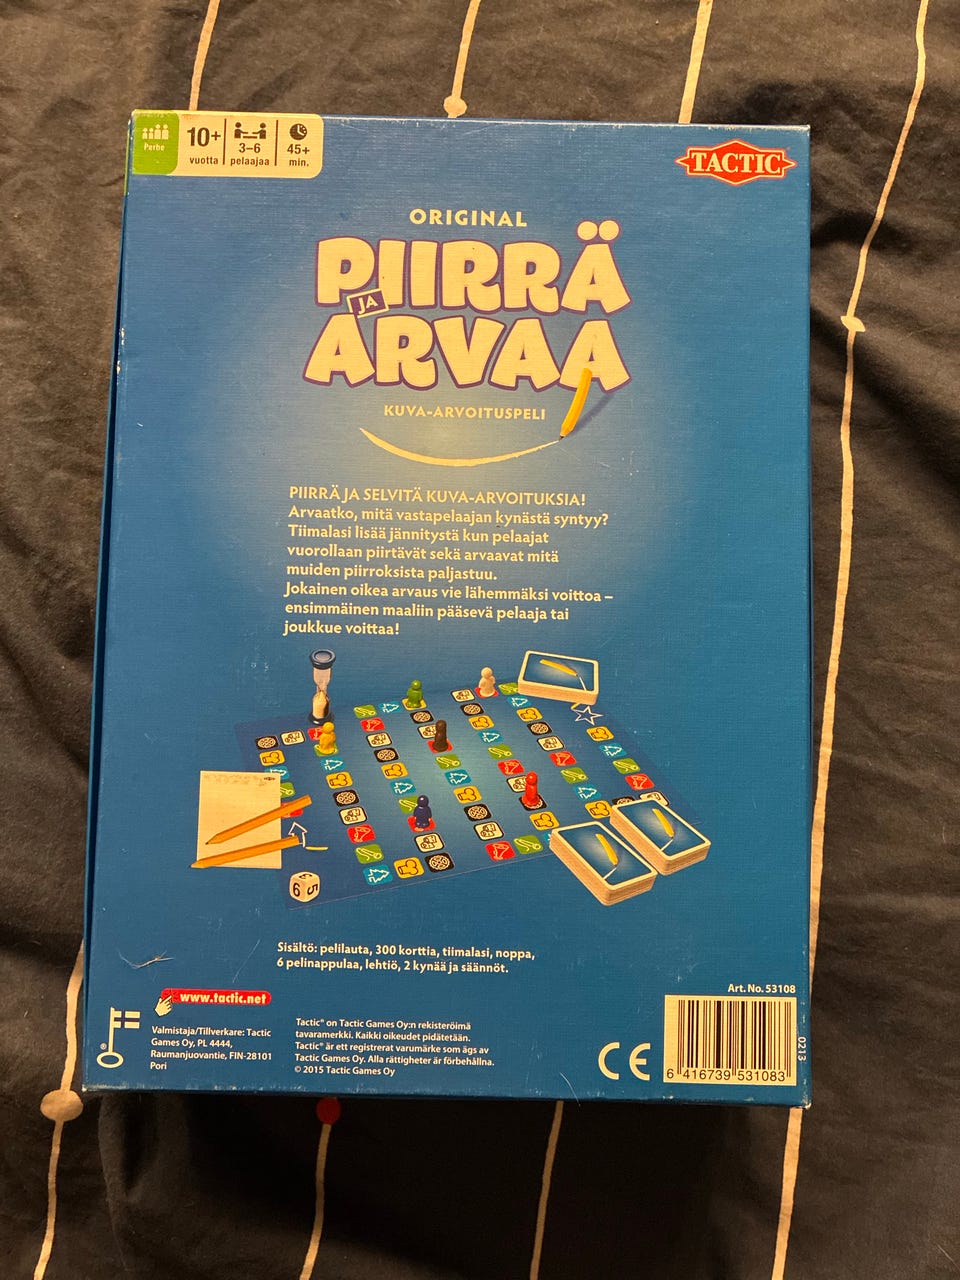 Perhe
10+
vuotta
3–6
pelaajaa
45+
min.
TACTIC
ORIGINAL
PIIRRÄ
JA
ARVAA
KUVA-ARVOITUSPELI
PIIRRÄ JA SELVITÄ KUVA-ARVOITUKSIA!
Arvaatko, mitä vastapelaajan kynästä syntyy?
Tiimalasi lisää jännitystä kun pelaajat
vuorollaan piirtävät sekä arvaavat mitä
muiden piirroksista paljastuu.
Jokainen oikea arvaus vie lähemmäksi voittoa –
ensimmäinen maaliin pääsevä pelaaja tai
joukkue voittaa!
6 5
Sisältö: pelilauta, 300 korttia, tiimalasi, noppa,
6 pelinappulaa, lehtiö, 2 kynää ja säännöt.
www.tactic.net
Valmistaja/Tillverkare: Tactic
Games Oy, PL 4444,
Raumanjuovantie, FIN-28101
Pori
Tactic® on Tactic Games Oy:n rekisteröimä
tavaramerkki. Kaikki oikeudet pidätetään.
Tactic® är ett registrerat varumärke som ägs av
Tactic Games Oy. Alla rättigheter är förbehållna.
© 2015 Tactic Games Oy
CE
Art. No. 53108
0213
6 416739 531083